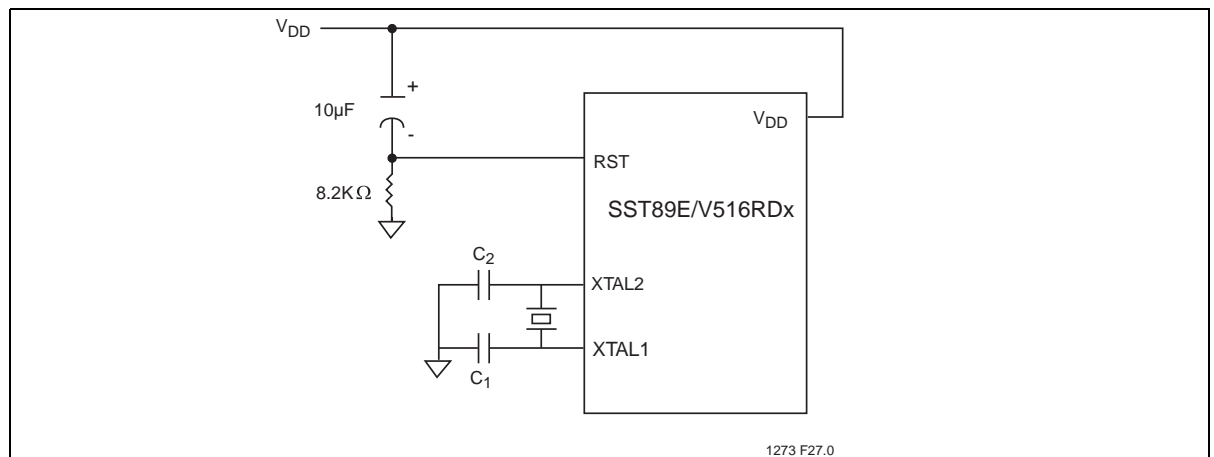 VDD
+
10µF
-
VDD
RST
8.2KΩ
SST89E/V516RDx
C2
XTAL2
XTAL1
C1
1273 F27.0